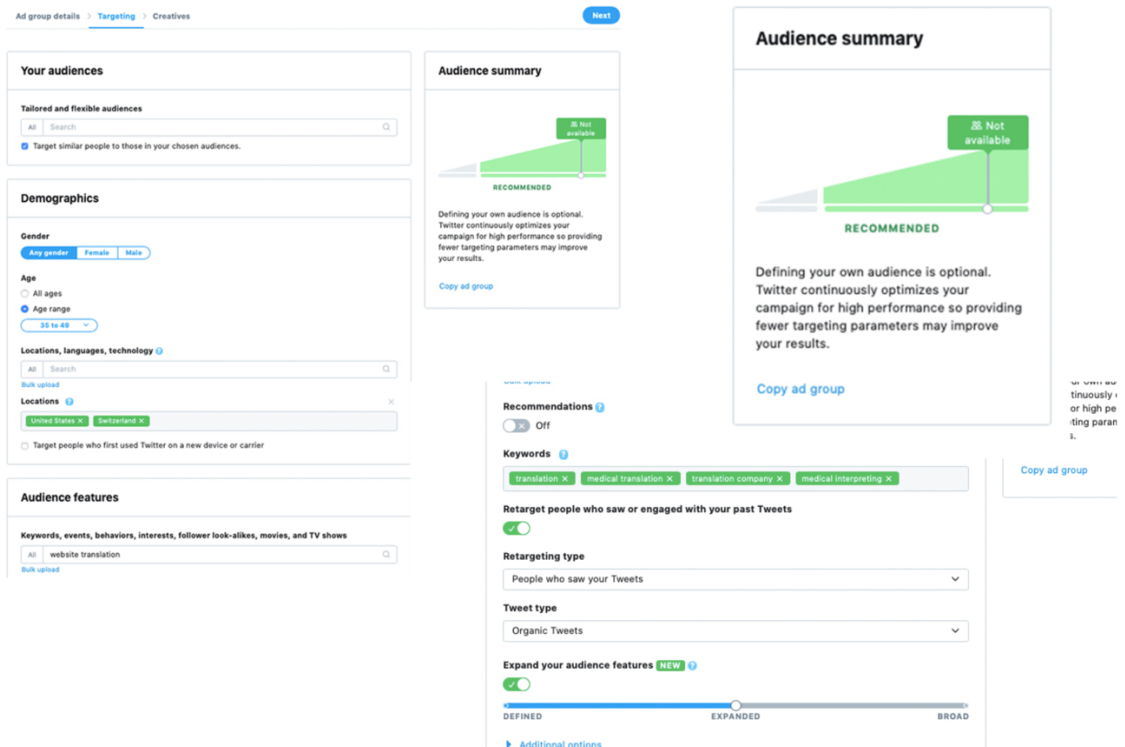 Ad group details > Targeting > Creatives
Next
Your audiences
Tailored and flexible audiences
All Search
Target similar people to those in your chosen audiences.
Demographics
Gender
Any gender Female Male
Age
All ages
Age range
35 to 49
Locations, languages, technology ?
All Search
Bulk upload
Locations ?
United States × Switzerland ×
Target people who first used Twitter on a new device or carrier
Audience features
Keywords, events, behaviors, interests, follower look-alikes, movies, and TV shows
All website translation
Bulk upload
Audience summary
Not
available
RECOMMENDED
Defining your own audience is optional.
Twitter continuously optimizes your
campaign for high performance so providing
fewer targeting parameters may improve
your results.
Copy ad group
Audience summary
Not
available
RECOMMENDED
Defining your own audience is optional.
Twitter continuously optimizes your
campaign for high performance so providing
fewer targeting parameters may improve
your results.
Copy ad group
Recommendations ?
Off
Keywords ?
translation × medical translation × translation company × medical interpreting ×
Retarget people who saw or engaged with your past Tweets
Retargeting type
People who saw your Tweets
Tweet type
Organic Tweets
Expand your audience features NEW ?
DEFINED EXPANDED BROAD
Additional options
tinuously
or high pe
ting paran
s.
Copy ad group